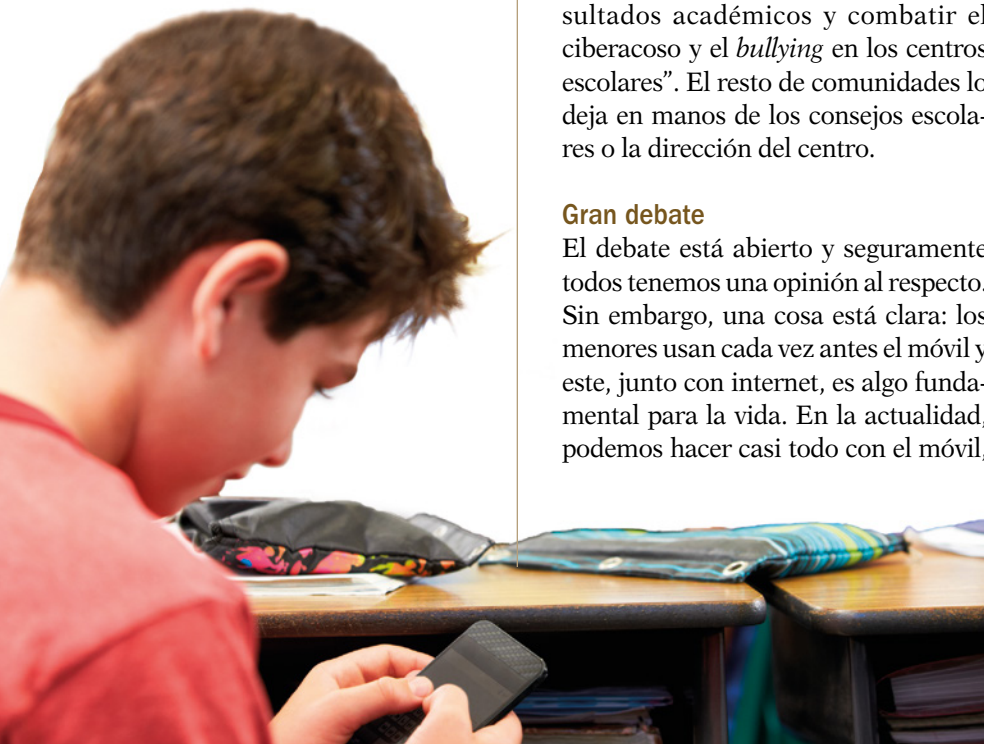 sultados académicos y combatir el
ciberacoso y el bullying en los centros
escolares”. El resto de comunidades lo
deja en manos de los consejos escola-
res o la dirección del centro.
Gran debate
El debate está abierto y seguramente
todos tenemos una opinión al respecto.
Sin embargo, una cosa está clara: los
menores usan cada vez antes el móvil y
este, junto con internet, es algo funda-
mental para la vida. En la actualidad,
podemos hacer casi todo con el móvil,